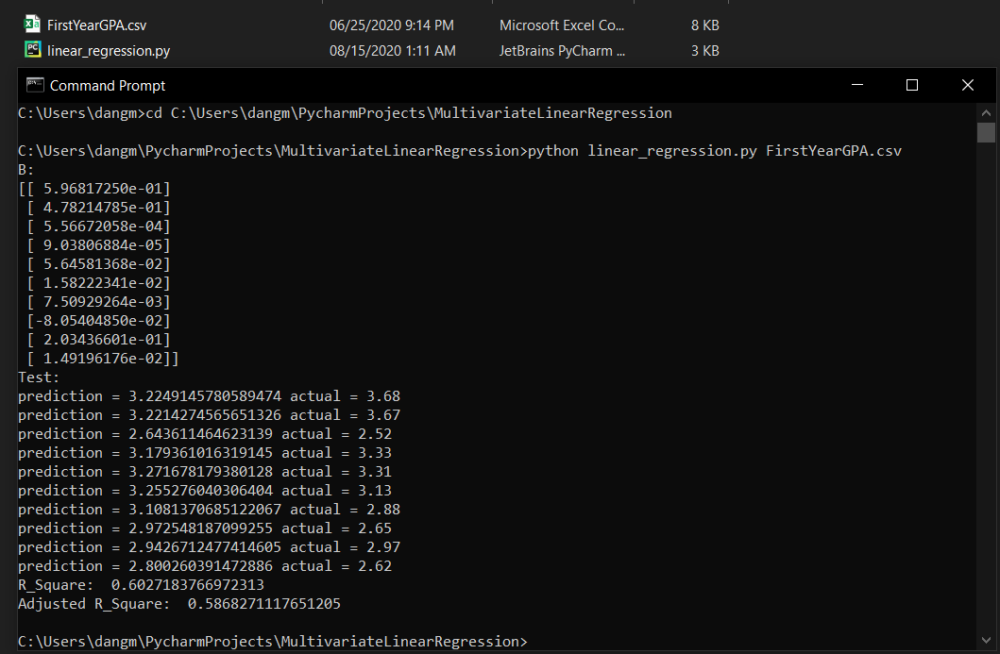 FirstYearGPA.csv 06/25/2020 9:14 PM Microsoft Excel Co... 8 KB
linear_regression.py 08/15/2020 1:11 AM JetBrains PyCharm ... 3 KB
Command Prompt
C:\Users\dangm>cd C:\Users\dangm\PycharmProjects\MultivariateLinearRegression
C:\Users\dangm\PycharmProjects\MultivariateLinearRegression>python linear_regression.py FirstYearGPA.csv
B:
[[ 5.96817250e-01]
[ 4.78214785e-01]
[ 5.56672058e-04]
[ 9.03806884e-05]
[ 5.64581368e-02]
[ 1.58222341e-02]
[ 7.50929264e-03]
[-8.05404850e-02]
[ 2.03436601e-01]
[ 1.49196176e-02]]
Test:
prediction = 3.2249145780589474 actual = 3.68
prediction = 3.2214274565651326 actual = 3.67
prediction = 2.643611464623139 actual = 2.52
prediction = 3.179361016319145 actual = 3.33
prediction = 3.271678179380128 actual = 3.31
prediction = 3.255276040306404 actual = 3.13
prediction = 3.1081370685122067 actual = 2.88
prediction = 2.972548187099255 actual = 2.65
prediction = 2.9426712477414605 actual = 2.97
prediction = 2.800260391472886 actual = 2.62
R_Square:  0.6027183766972313
Adjusted R_Square:  0.5868271117651205
C:\Users\dangm\PycharmProjects\MultivariateLinearRegression>